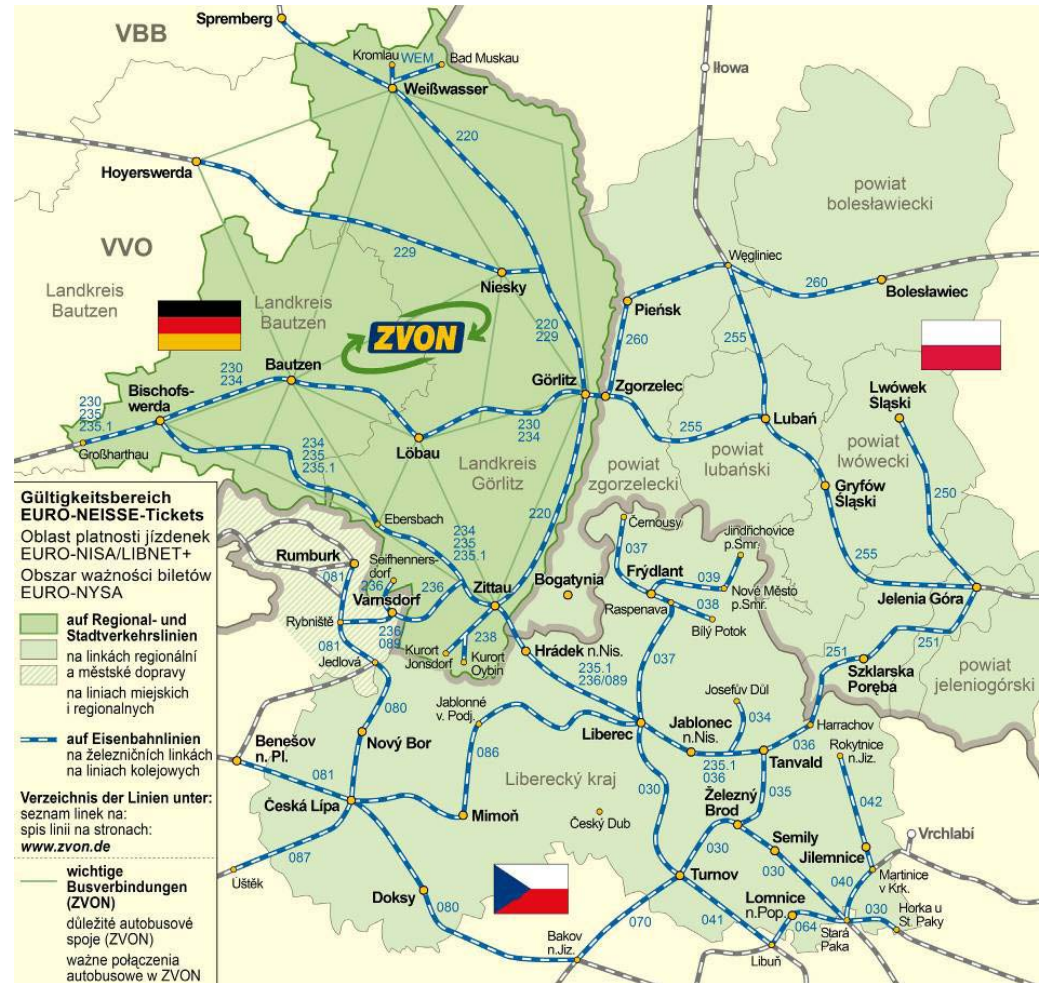 Spremberg
VBB
Kromlau
WEM
Bad Muskau
Weißwasser
Iłowa
220
Hoyerswerda
powiat
bolesławiecki
VVO
229
Węgliniec
Niesky
260
Bolesławiec
Landkreis
Bautzen
Landkreis
Bautzen
ZVON
Pieńsk
220
229
260
255
230
234
Bautzen
Görlitz
Zgorzelec
Lwówek
Śląski
Bischofs-
werda
230
235
235.1
Lubań
Großharthau
230
234
255
234
235
235.1
Löbau
Landkreis
Görlitz
powiat
zgorzelecki
powiat
lubański
powiat
lwówecki
Gryfów
Śląski
250
220
Ebersbach
234
235
235.1
Černousy
Jindřichovice
p.Smr.
255
Rumburk
Seifhenners-
dorf
081
236
236
Zittau
Bogatynia
037
Frýdlant
039
Nové Město
p.Smr.
Jelenia Góra
Varnsdorf
Raspenava
038
Rybniště
236
089
238
Bílý Potok
081
Kurort
Jonsdorf
Kurort
Oybin
Hrádek n.Nis.
037
251
251
Jedlová
235.1
236/089
Szklarska
Poręba
powiat
jeleniogórski
080
Jablonné
v. Podj.
Josefův Důl
Harrachov
Benešov
n. Pl.
Nový Bor
Liberec
Jablonec
n.Nis.
034
036
Rokytnice
n.Jiz.
086
Tanvald
081
Liberecký kraj
235.1
036
030
035
Česká Lípa
Mimoň
Český Dub
Železný
Brod
042
Semily
Vrchlabí
087
030
Jilemnice
030
Úštěk
Turnov
Martinice
v Krk.
Doksy
Lomnice
n.Pop.
040
030
Horka u
St. Paky
080
070
041
064
Stará
Paka
Bakov
n.Jiz.
Libuň
Gültigkeitsbereich
EURO-NEISSE-Tickets
Oblast platnosti jízdenek
EURO-NISA/LIBNET+
Obszar ważności biletów
EURO-NYSA
auf Regional- und
Stadtverkehrslinien
na linkách regionální
a městské dopravy
na liniach miejskich
i regionalnych
auf Eisenbahnlinien
na železničních linkách
na liniach kolejowych
Verzeichnis der Linien unter:
seznam linek na:
spis linii na stronach:
www.zvon.de
wichtige
Busverbindungen
(ZVON)
důležité autobusové
spoje (ZVON)
ważne połączenia
autobusowe w ZVON